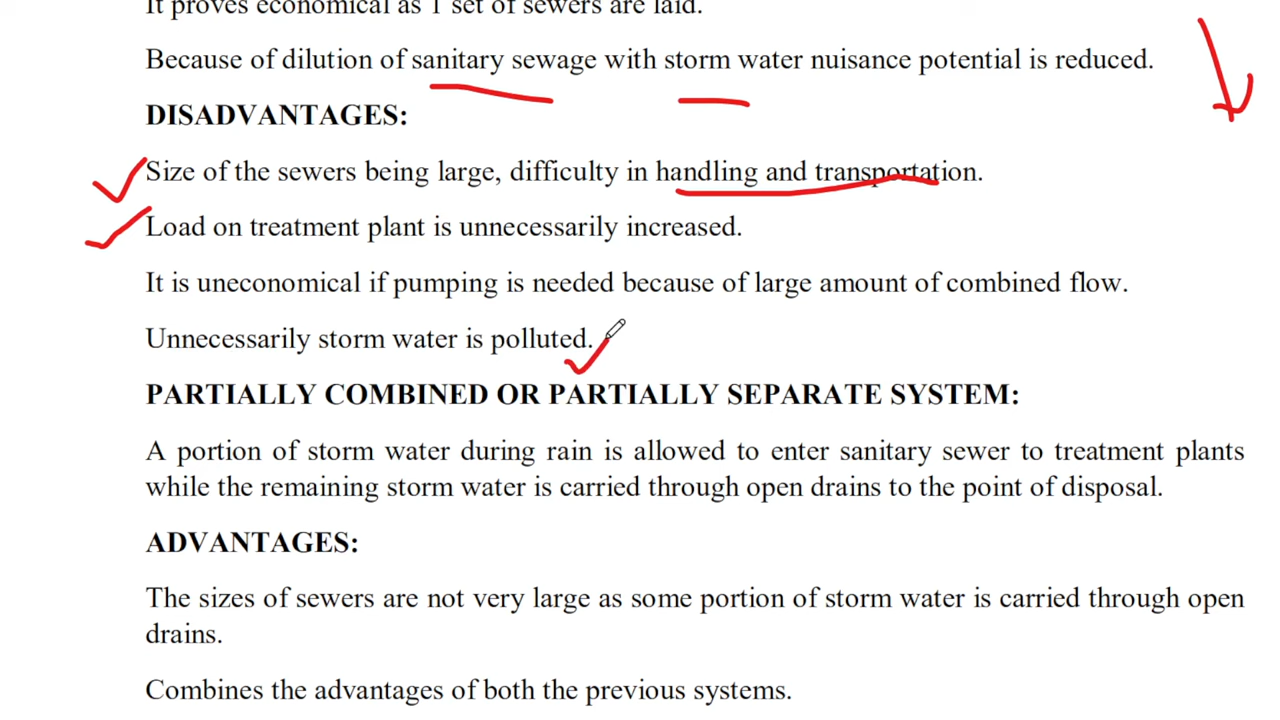 It proves economical as 1 set of sewers are laid.
Because of dilution of sanitary sewage with storm water nuisance potential is reduced.
DISADVANTAGES:
Size of the sewers being large, difficulty in handling and transportation.
Load on treatment plant is unnecessarily increased.
It is uneconomical if pumping is needed because of large amount of combined flow.
Unnecessarily storm water is polluted.
PARTIALLY COMBINED OR PARTIALLY SEPARATE SYSTEM:
A portion of storm water during rain is allowed to enter sanitary sewer to treatment plants
while the remaining storm water is carried through open drains to the point of disposal.
ADVANTAGES:
The sizes of sewers are not very large as some portion of storm water is carried through open
drains.
Combines the advantages of both the previous systems.